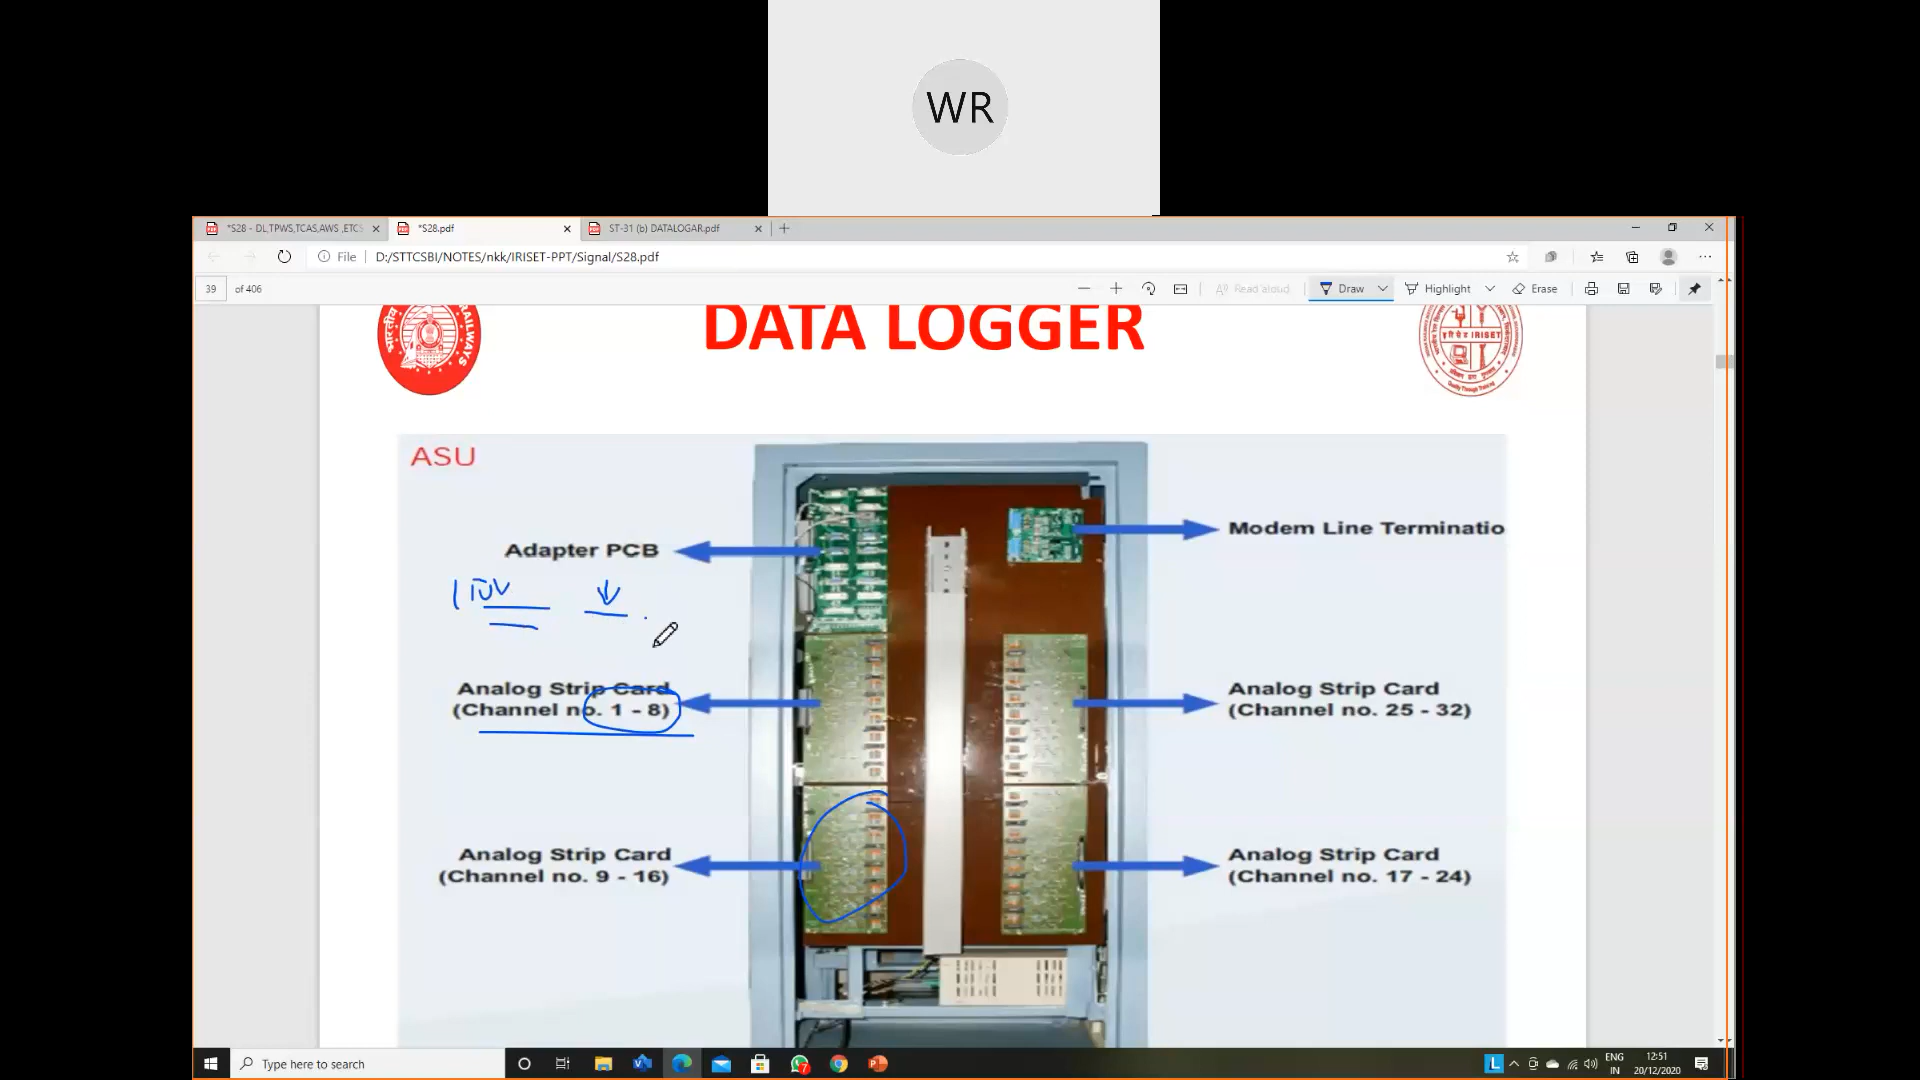 WR
*S28 - DL,TPWS,TCAS,AWS ,ETCS
*S28.pdf
ST-31 (b) DATALOGAR.pdf
File D:/STTCSBI/NOTES/nkk/IRISET-PPT/Signal/S28.pdf
39 of 406
Read aloud Draw Highlight Erase
RAILWAYS
IRISET
DATA LOGGER
ASU
Adapter PCB
Modem Line Terminatio
110V
Analog Strip Card
(Channel no. 1 - 8)
Analog Strip Card
(Channel no. 25 - 32)
Analog Strip Card
(Channel no. 9 - 16)
Analog Strip Card
(Channel no. 17 - 24)
Type here to search
7
L
ENG
IN
12:51
20/12/2020